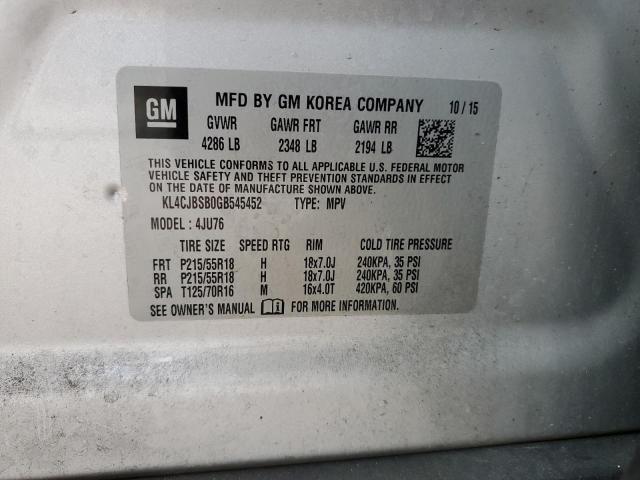 GM MFD BY GM KOREA COMPANY 10 / 15
GVWR GAWR FRT GAWR RR
4286 LB 2348 LB 2194 LB
THIS VEHICLE CONFORMS TO ALL APPLICABLE U.S. FEDERAL MOTOR
VEHICLE SAFETY AND THEFT PREVENTION STANDARDS IN EFFECT
ON THE DATE OF MANUFACTURE SHOWN ABOVE.
KL4CJBSB0GB545452 TYPE: MPV
MODEL : 4JU76
TIRE SIZE SPEED RTG RIM COLD TIRE PRESSURE
FRT P215/55R18 H 18x7.0J 240KPA, 35 PSI
RR P215/55R18 H 18x7.0J 240KPA, 35 PSI
SPA T125/70R16 M 16x4.0T 420KPA, 60 PSI
SEE OWNER'S MANUAL FOR MORE INFORMATION.